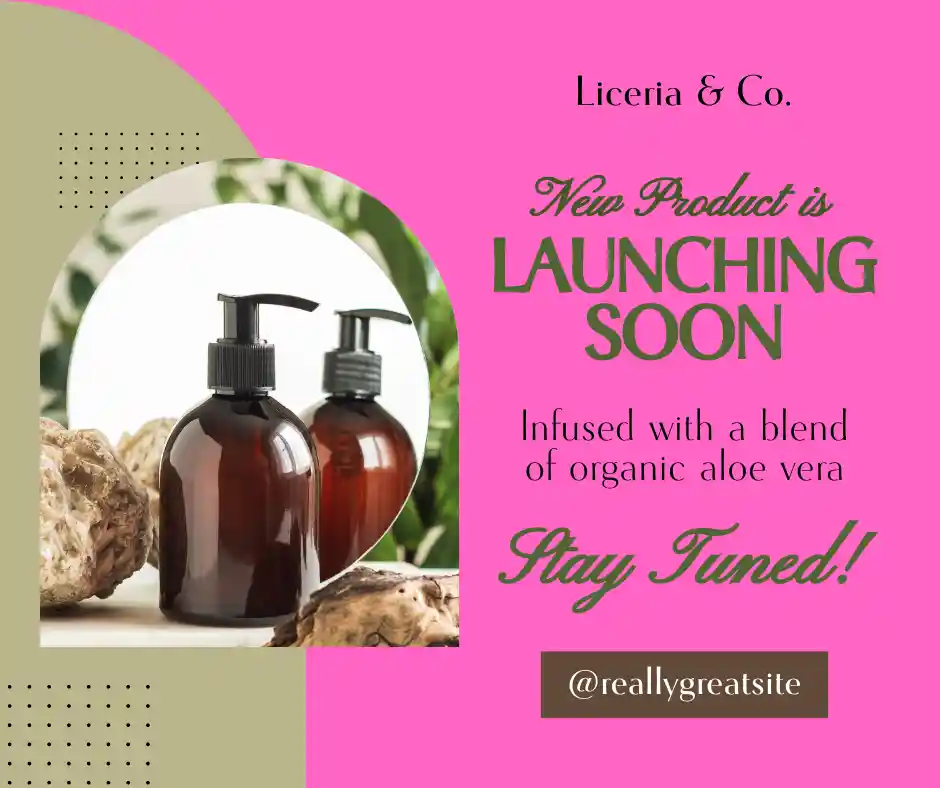 Liceria & Co.
New Product is
LAUNCHING
SOON
Infused with a blend
of organic aloe vera
Stay Tuned!
@reallygreatsite